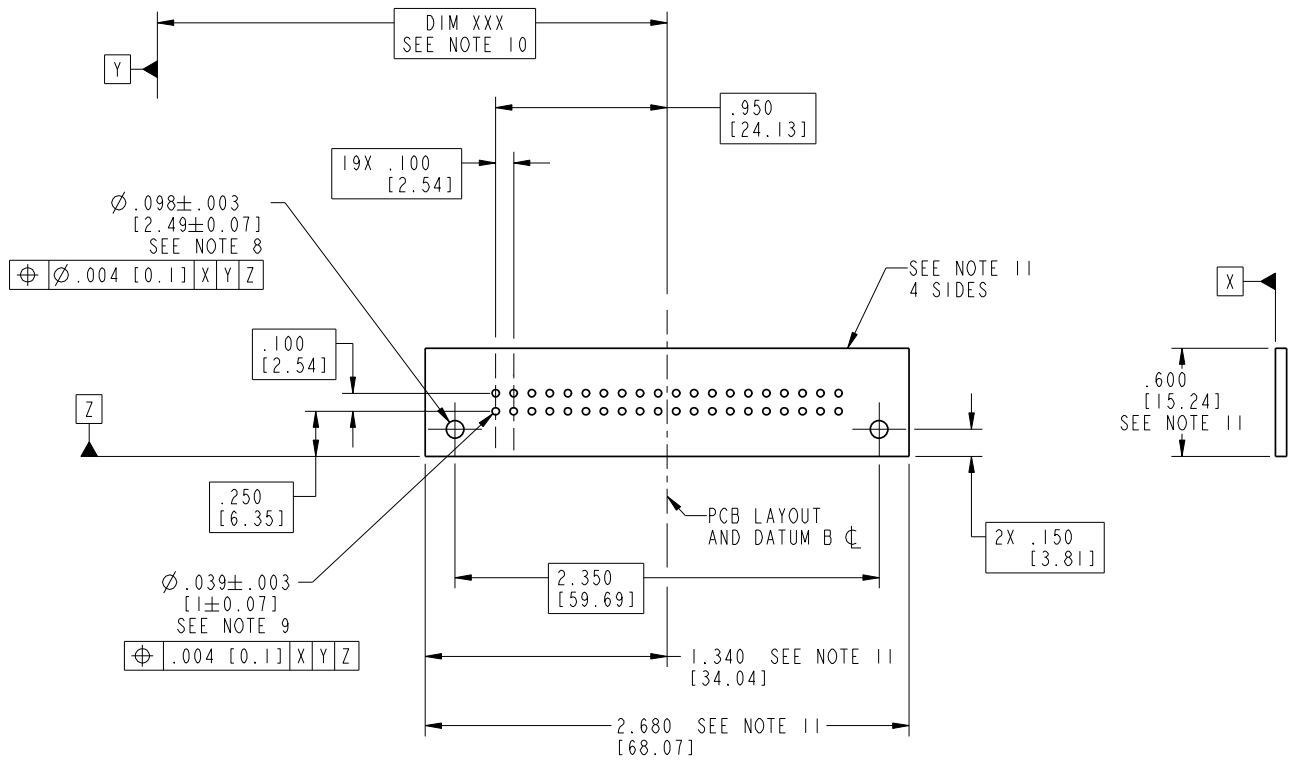 DIM XXX
SEE NOTE 10
Y
.950
[24.13]
19X .100
[2.54]
Ø.098±.003
[2.49±0.07]
SEE NOTE 8
⌖ Ø.004 [0.1] X Y Z
SEE NOTE 11
4 SIDES
X
.100
[2.54]
.600
[15.24]
SEE NOTE 11
Z
.250
[6.35]
PCB LAYOUT
AND DATUM B ℄
2X .150
[3.81]
Ø.039±.003
[1±0.07]
SEE NOTE 9
⌖ .004 [0.1] X Y Z
2.350
[59.69]
1.340 SEE NOTE 11
[34.04]
2.680 SEE NOTE 11
[68.07]